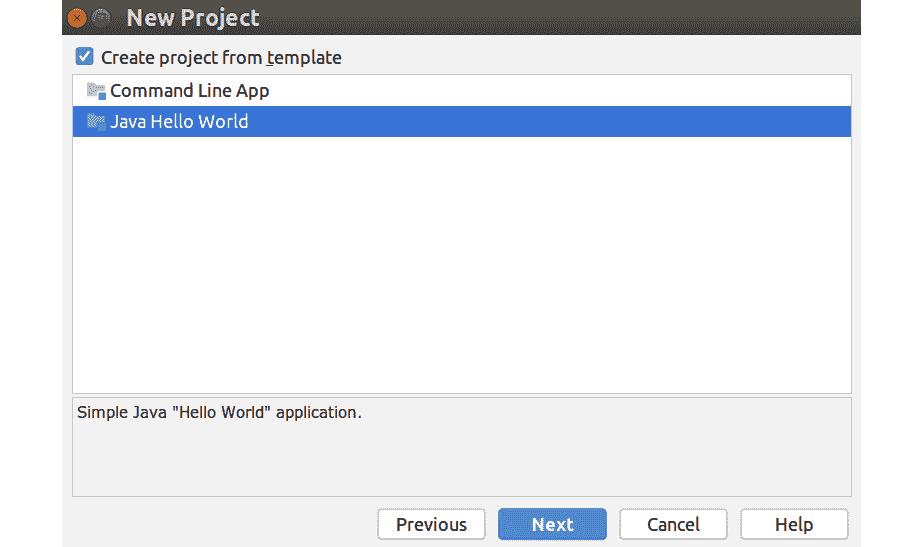 New Project
Create project from template
Command Line App
Java Hello World
Simple Java "Hello World" application.
Previous Next Cancel Help